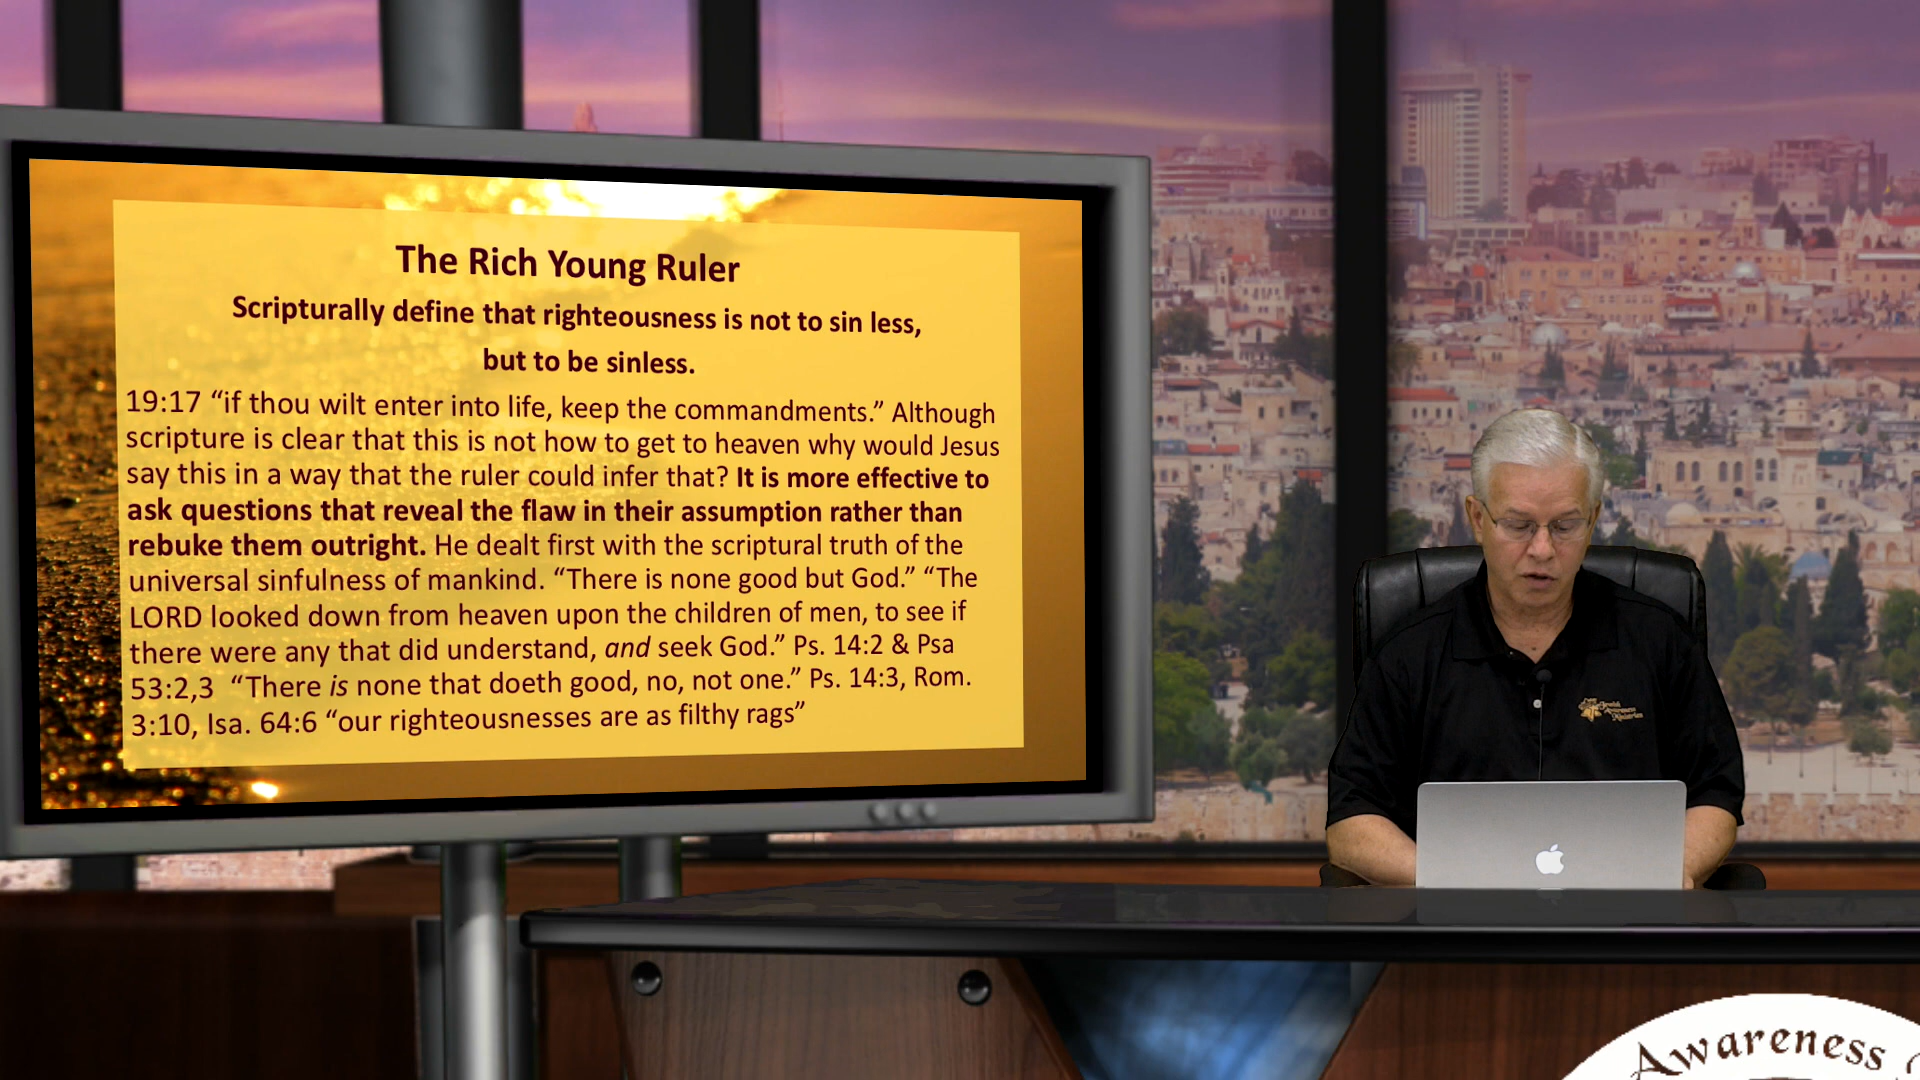 The Rich Young Ruler
Scripturally define that righteousness is not to sin less,
but to be sinless.
19:17 “if thou wilt enter into life, keep the commandments.” Although
scripture is clear that this is not how to get to heaven why would Jesus
say this in a way that the ruler could infer that? It is more effective to
ask questions that reveal the flaw in their assumption rather than
rebuke them outright. He dealt first with the scriptural truth of the
universal sinfulness of mankind. “There is none good but God.” “The
LORD looked down from heaven upon the children of men, to see if
there were any that did understand, and seek God.” Ps. 14:2 & Psa
53:2,3 “There is none that doeth good, no, not one.” Ps. 14:3, Rom.
3:10, Isa. 64:6 “our righteousnesses are as filthy rags”
Jewish
Awareness
Ministries
Awareness